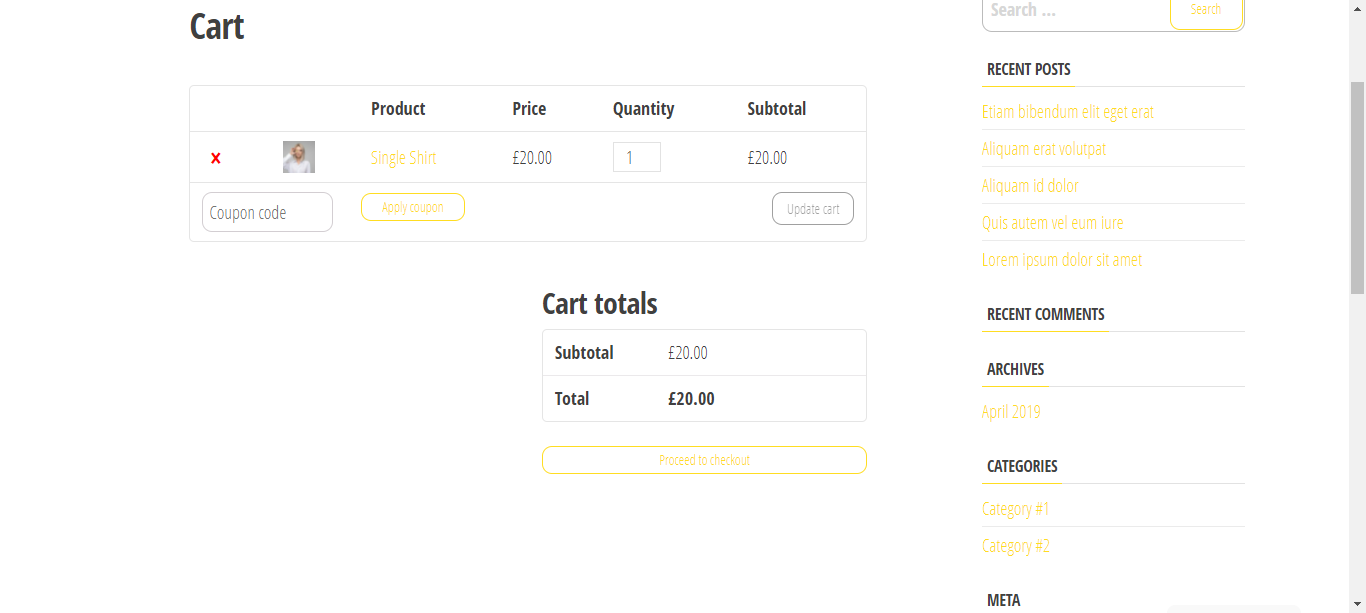 Cart
Product Price Quantity Subtotal
Single Shirt £20.00 1 £20.00
Coupon code Apply coupon Update cart
Cart totals
Subtotal £20.00
Total £20.00
Proceed to checkout
Search ... Search
RECENT POSTS
Etiam bibendum elit eget erat
Aliquam erat volutpat
Aliquam id dolor
Quis autem vel eum iure
Lorem ipsum dolor sit amet
RECENT COMMENTS
ARCHIVES
April 2019
CATEGORIES
Category #1
Category #2
META